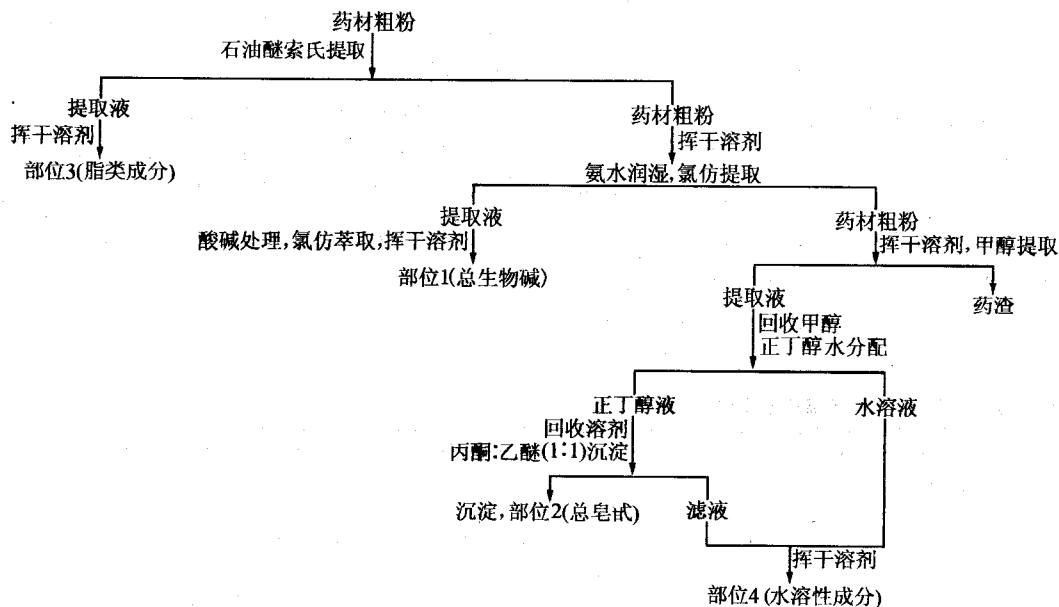 药材粗粉
石油醚索氏提取
提取液
挥干溶剂
部位3(脂类成分)
药材粗粉
挥干溶剂
氨水润湿,氯仿提取
提取液
酸碱处理,氯仿萃取,挥干溶剂
部位1(总生物碱)
药材粗粉
挥干溶剂,甲醇提取
提取液
回收甲醇
正丁醇水分配
药渣
正丁醇液
回收溶剂
丙酮:乙醚(1:1)沉淀
水溶液
沉淀,部位2(总皂甙)
滤液
挥干溶剂
部位4(水溶性成分)